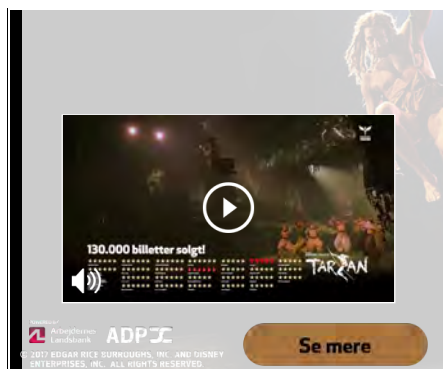 130.000 billetter solgt!
TARZAN
Arbejdernes
Landsbank
ADP
Se mere
© 2017 EDGAR RICE BURROUGHS, INC. AND DISNEY
ENTERPRISES, INC. ALL RIGHTS RESERVED